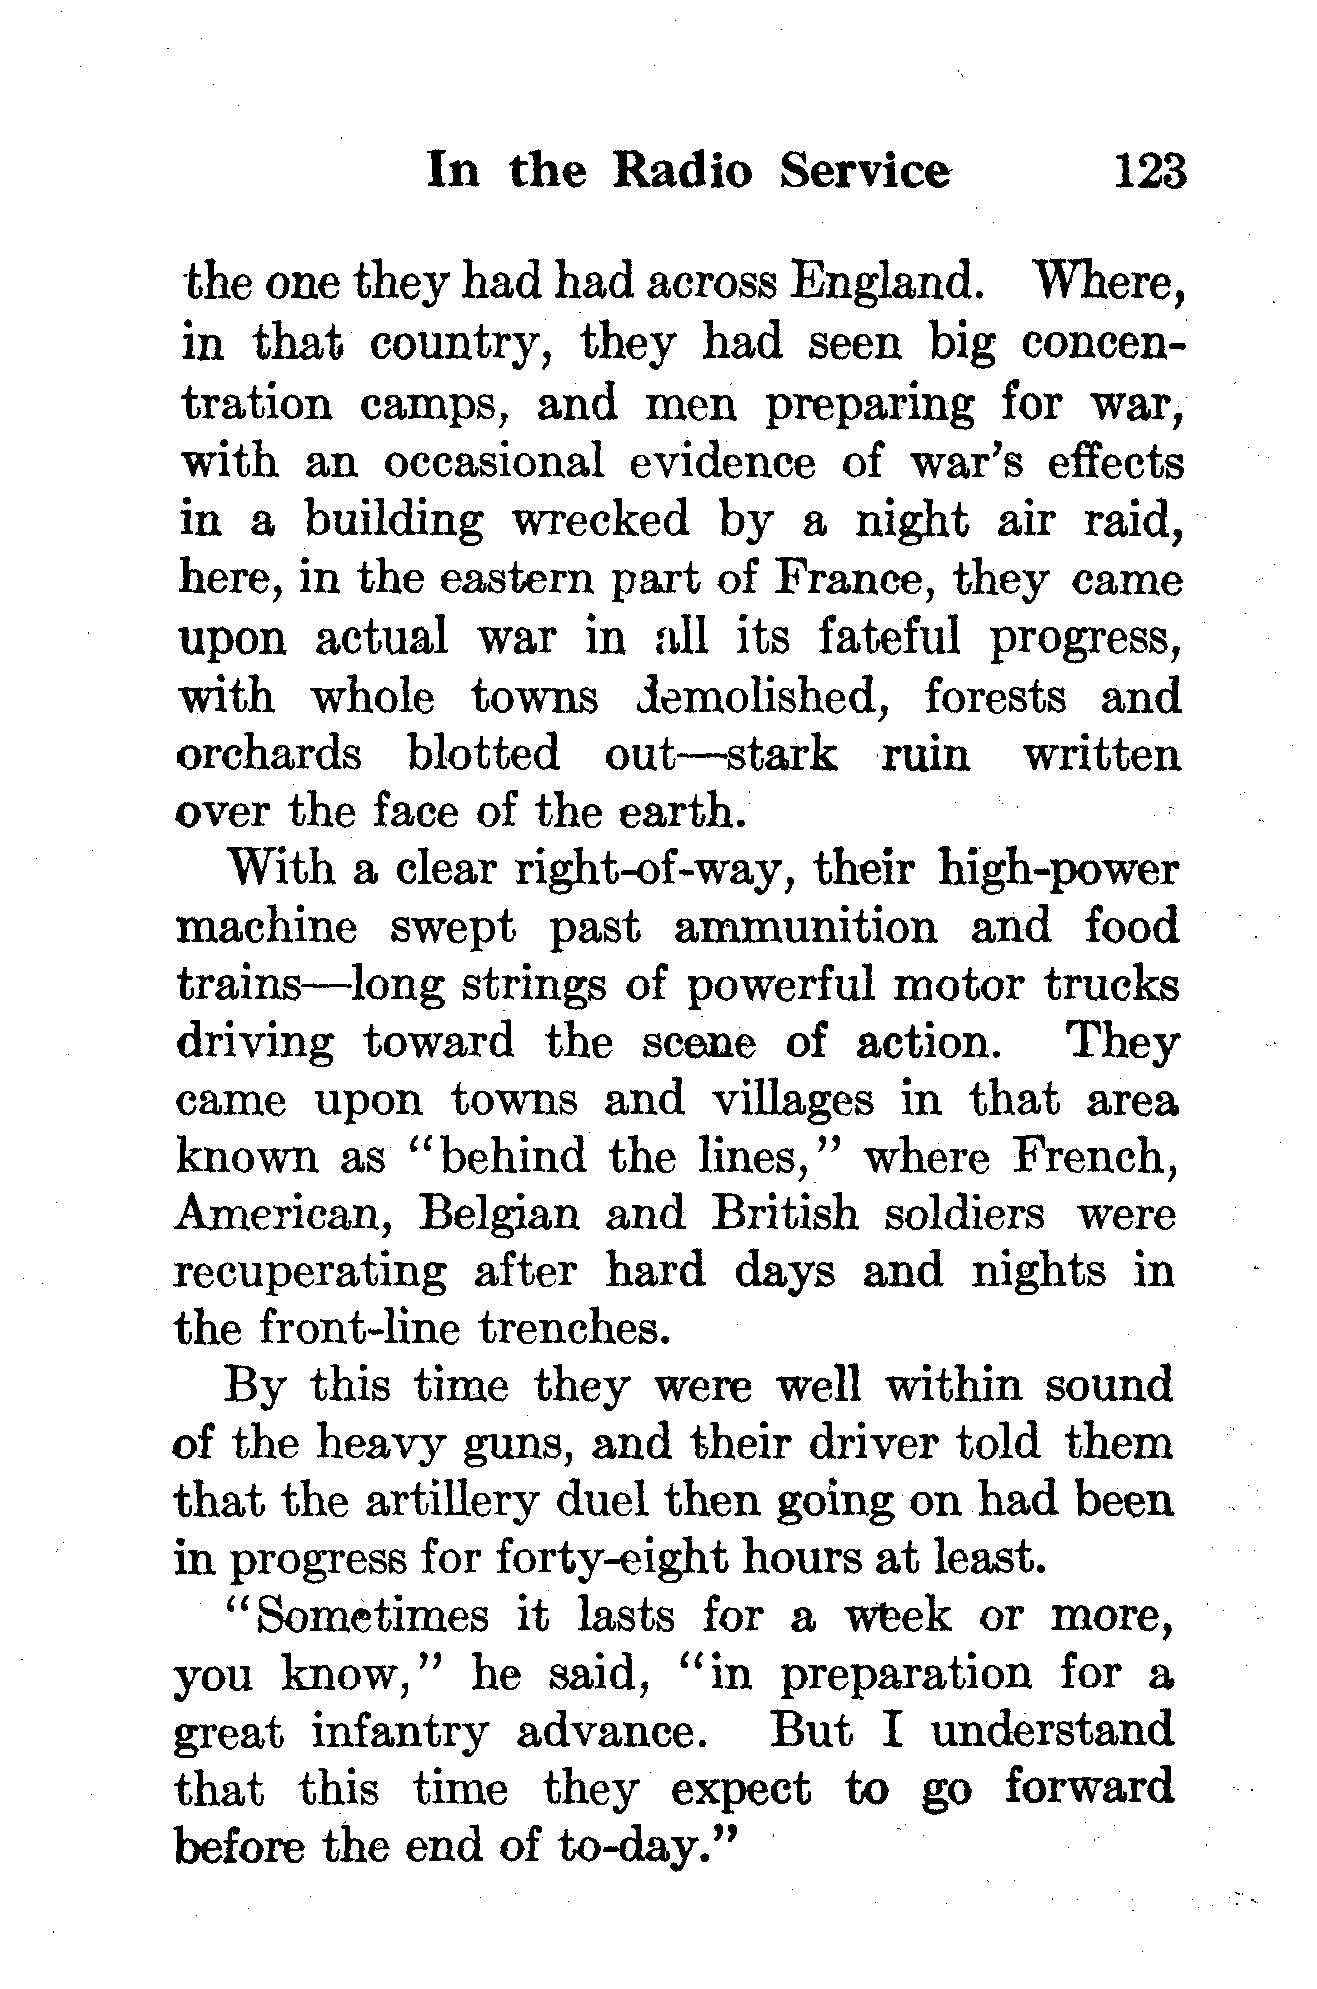 In the Radio Service 123
the one they had had across England. Where,
in that country, they had seen big concen-
tration camps, and men preparing for war,
with an occasional evidence of war's effects
in a building wrecked by a night air raid,
here, in the eastern part of France, they came
upon actual war in all its fateful progress,
with whole towns demolished, forests and
orchards blotted out—stark ruin written
over the face of the earth.
With a clear right-of-way, their high-power
machine swept past ammunition and food
trains—long strings of powerful motor trucks
driving toward the scene of action. They
came upon towns and villages in that area
known as "behind the lines," where French,
American, Belgian and British soldiers were
recuperating after hard days and nights in
the front-line trenches.
By this time they were well within sound
of the heavy guns, and their driver told them
that the artillery duel then going on had been
in progress for forty-eight hours at least.
"Sometimes it lasts for a week or more,
you know," he said, "in preparation for a
great infantry advance. But I understand
that this time they expect to go forward
before the end of to-day."